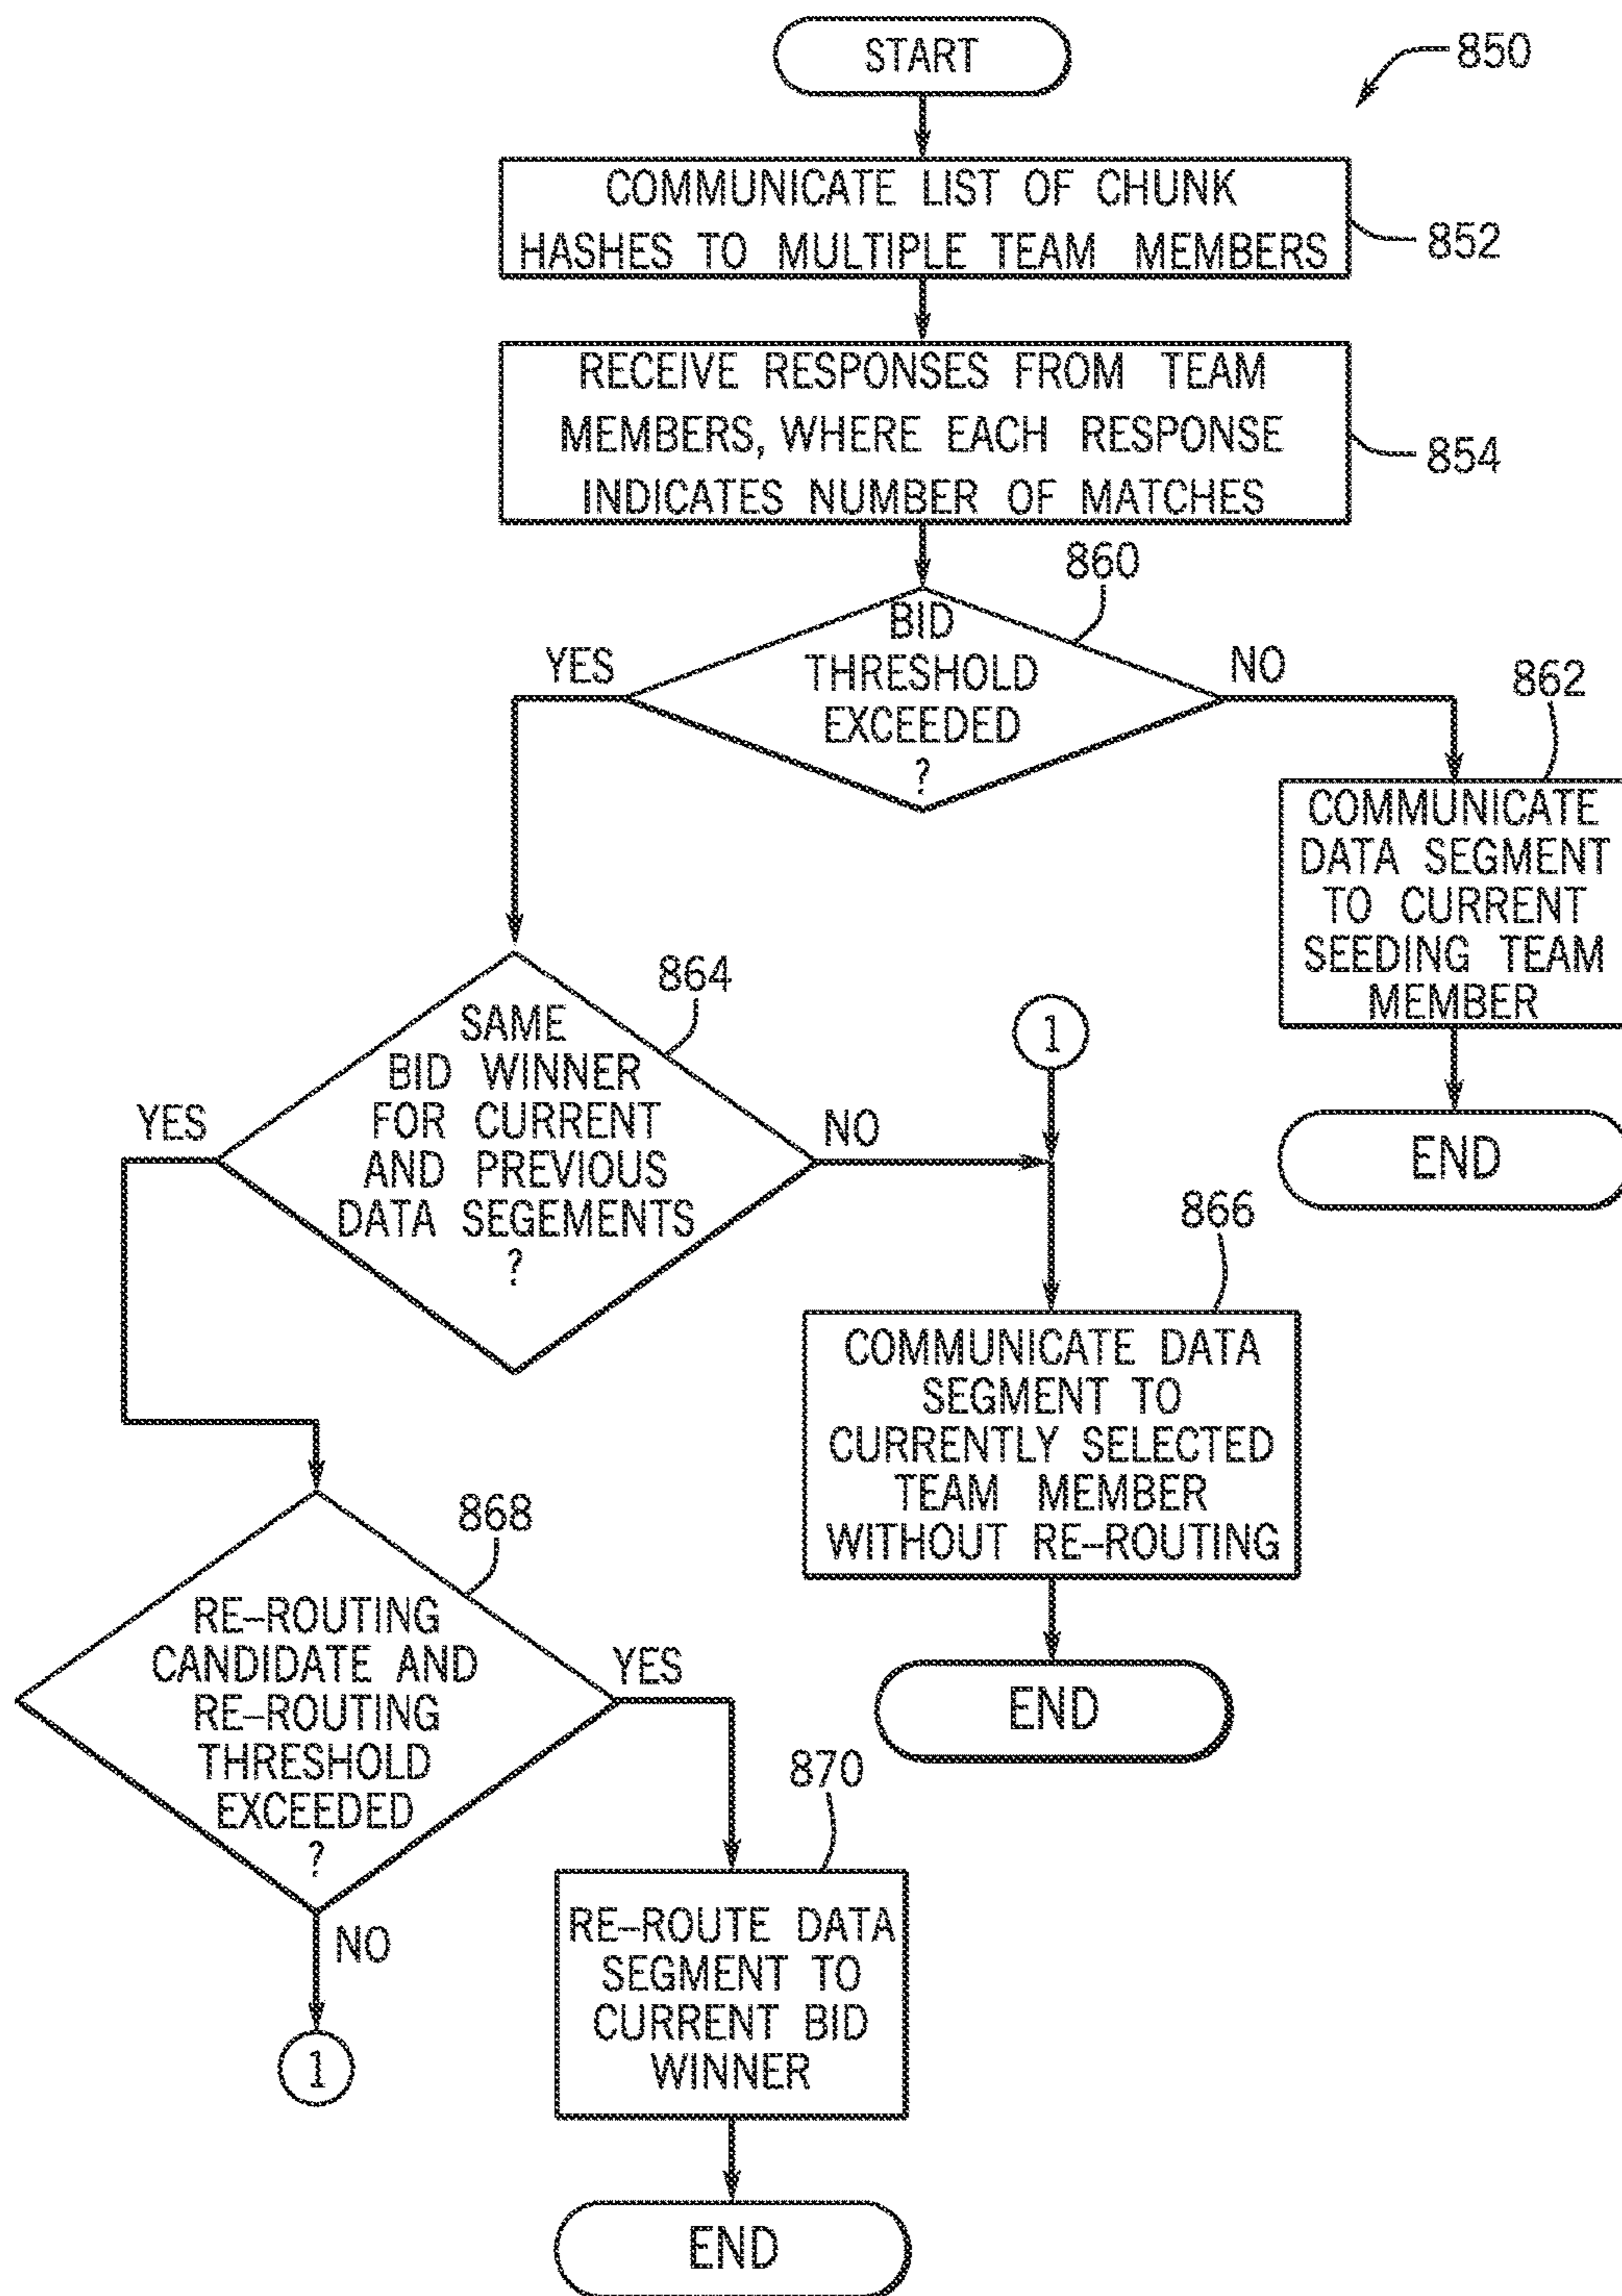 START
850
COMMUNICATE LIST OF CHUNK
HASHES TO MULTIPLE TEAM MEMBERS
852
RECEIVE RESPONSES FROM TEAM
MEMBERS, WHERE EACH RESPONSE
INDICATES NUMBER OF MATCHES
854
860
BID
THRESHOLD
EXCEEDED
?
YES
NO
862
COMMUNICATE
DATA SEGMENT
TO CURRENT
SEEDING TEAM
MEMBER
END
864
SAME
BID WINNER
FOR CURRENT
AND PREVIOUS
DATA SEGEMENTS
?
YES
NO
1
866
COMMUNICATE DATA
SEGMENT TO
CURRENTLY SELECTED
TEAM MEMBER
WITHOUT RE-ROUTING
END
868
RE-ROUTING
CANDIDATE AND
RE-ROUTING
THRESHOLD
EXCEEDED
?
YES
NO
1
870
RE-ROUTE DATA
SEGMENT TO
CURRENT BID
WINNER
END